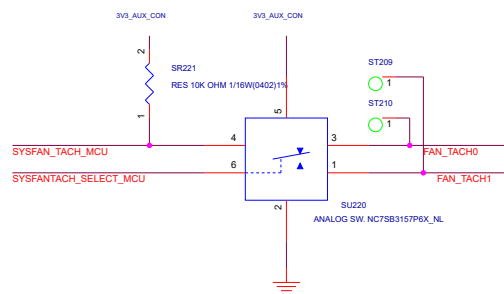 3V3_AUX_CON
3V3_AUX_CON
2
SR221
RES 10K OHM 1/16W(0402)1%
1
5
ST209
1
ST210
1
4
3
SYSFAN_TACH_MCU
FAN_TACH0
6
1
SYSFANTACH_SELECT_MCU
FAN_TACH1
2
SU220
ANALOG SW. NC7SB3157P6X_NL